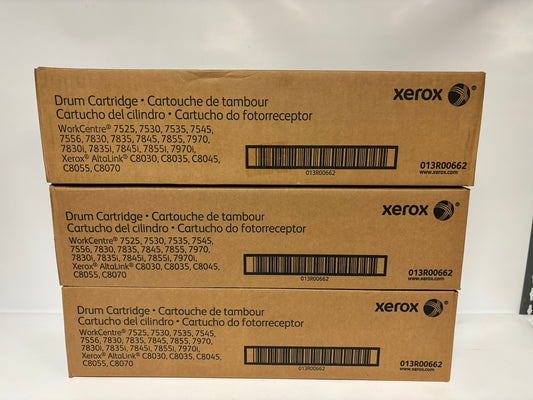 Drum Cartridge • Cartouche de tambour
Cartucho del cilindro • Cartucho do fotorreceptor
WorkCentre® 7525, 7530, 7535, 7545,
7556, 7830, 7835, 7845, 7855, 7970,
7830i, 7835i, 7845i, 7855i, 7970i,
Xerox® AltaLink® C8030, C8035, C8045,
C8055, C8070
013R00662
xerox
013R00662
www.xerox.com
Drum Cartridge • Cartouche de tambour
Cartucho del cilindro • Cartucho do fotorreceptor
WorkCentre® 7525, 7530, 7535, 7545,
7556, 7830, 7835, 7845, 7855, 7970,
7830i, 7835i, 7845i, 7855i, 7970i,
Xerox® AltaLink® C8030, C8035, C8045,
C8055, C8070
013R00662
xerox
013R00662
www.xerox.com
Drum Cartridge • Cartouche de tambour
Cartucho del cilindro • Cartucho do fotorreceptor
WorkCentre® 7525, 7530, 7535, 7545,
7556, 7830, 7835, 7845, 7855, 7970,
7830i, 7835i, 7845i, 7855i, 7970i,
Xerox® AltaLink® C8030, C8035, C8045,
C8055, C8070
013R00662
xerox
013R00662
www.xerox.com